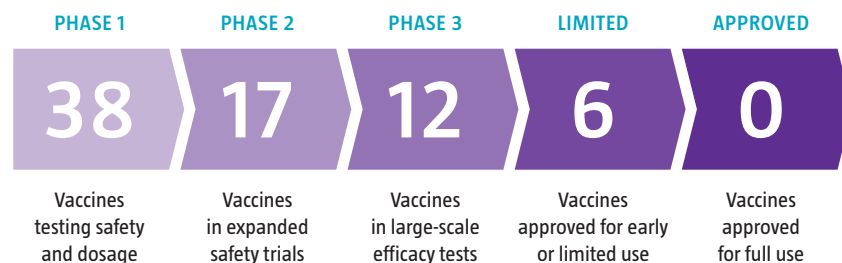 PHASE 1 PHASE 2 PHASE 3 LIMITED APPROVED
38 17 12 6 0
Vaccines
testing safety
and dosage
Vaccines
in expanded
safety trials
Vaccines
in large-scale
efficacy tests
Vaccines
approved for early
or limited use
Vaccines
approved
for full use